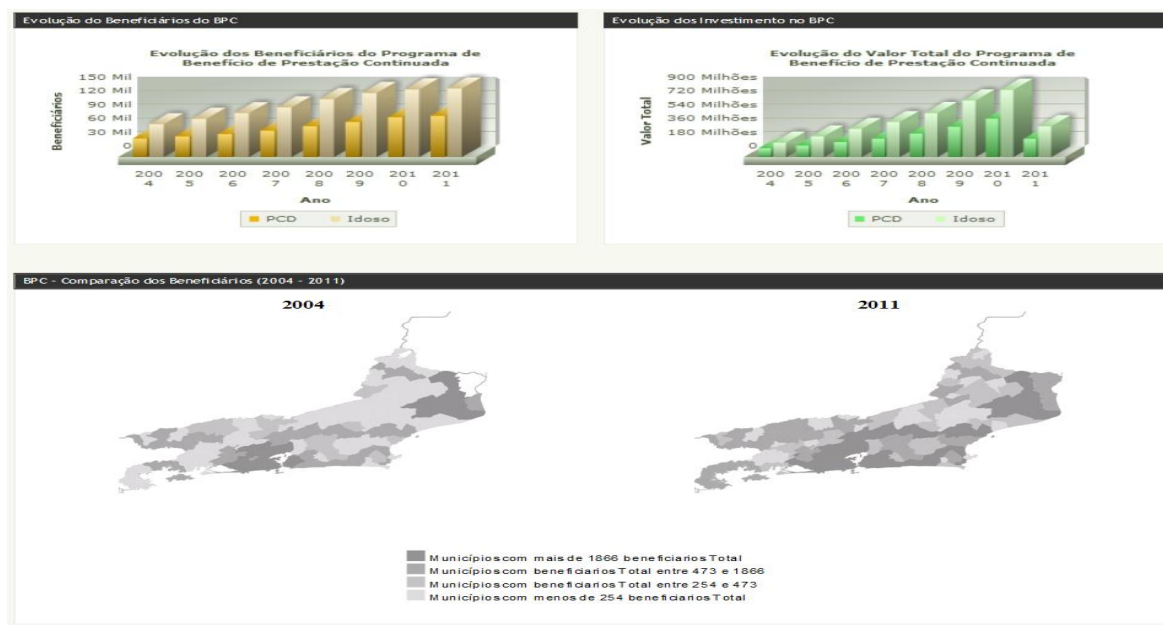 Evolução do Beneficiários do BPC
Evolução dos Beneficiários do Programa de
Benefício de Prestação Continuada
150 Mil
120 Mil
90 Mil
60 Mil
30 Mil
0
Beneficiários
200
4
200
5
200
6
200
7
200
8
200
9
201
0
201
1
Ano
PCD
Idoso
Evolução dos Investimento no BPC
Evolução do Valor Total do Programa de
Benefício de Prestação Continuada
900 Milhões
720 Milhões
540 Milhões
360 Milhões
180 Milhões
0
Valor Total
200
4
200
5
200
6
200
7
200
8
200
9
201
0
201
1
Ano
PCD
Idoso
BPC - Comparação dos Beneficiários (2004 - 2011)
2004
2011
Municípios com mais de 1866 beneficiarios Total
Municípios com beneficiarios Total entre 473 e 1866
Municípios com beneficiarios Total entre 254 e 473
Municípios com menos de 254 beneficiarios Total